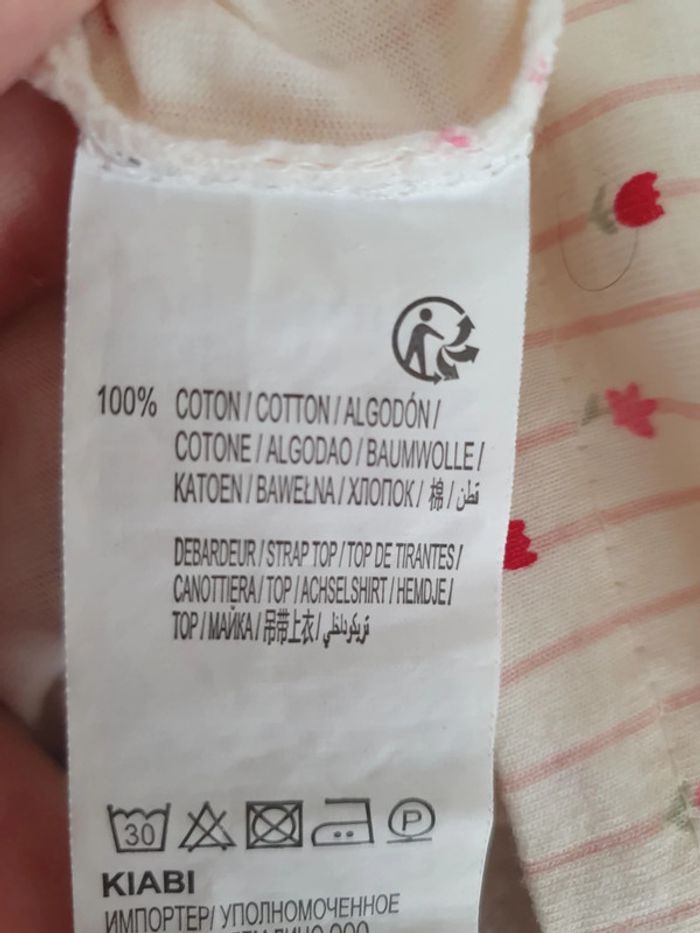 100% COTON / COTTON / ALGODÓN /
COTONE / ALGODAO / BAUMWOLLE /
KATOEN / BAWEŁNA / ХЛОПОК / 棉 / قطن
DEBARDEUR / STRAP TOP / TOP DE TIRANTES /
CANOTTIERA / TOP / ACHSELSHIRT / HEMDJE /
TOP / МАЙКА / 吊带上衣 /
30 P
KIABI
ИМПОРТЕР/ УПОЛНОМОЧЕННОЕ
ООО